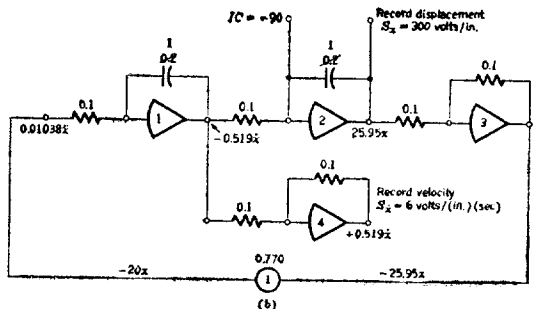 IC = -90
Record displacement
Sx = 300 volts/in.
1
0.2
1
0.2
0.1
0.1
0.1
0.1
1
2
3
0.01038ẍ
-0.519ẋ
25.95x
0.1
0.1
4
Record velocity
Sẋ = 6 volts/(in.)(sec)
+0.519ẋ
0.770
-20x
1
-25.95x
(b)